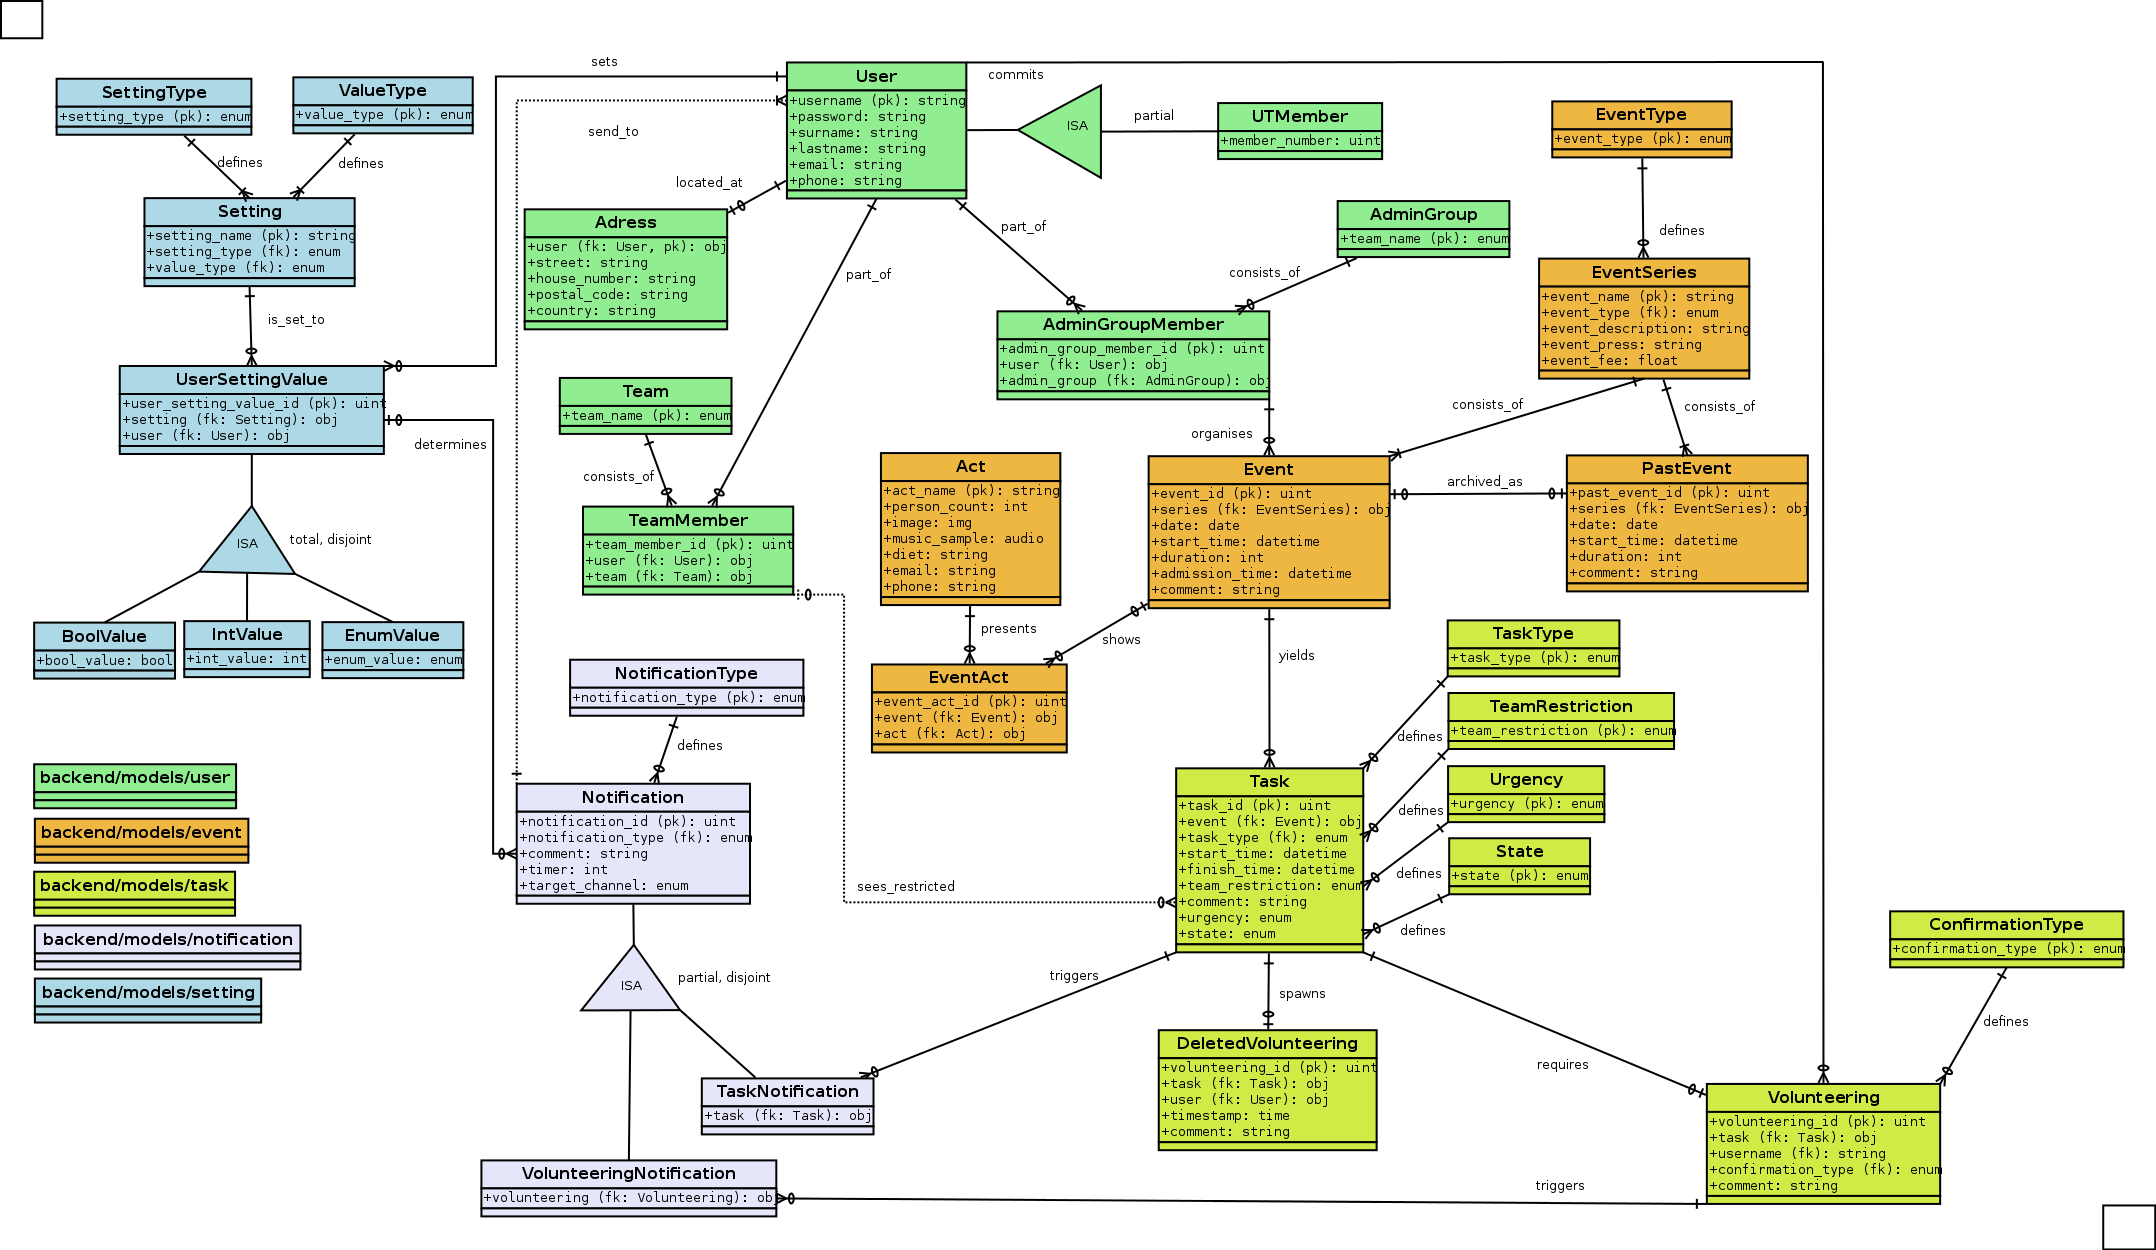 sets
commits
User
+username (pk): string
+password: string
+surname: string
+lastname: string
+email: string
+phone: string
SettingType
+setting_type (pk): enum
ValueType
+value_type (pk): enum
defines
defines
send_to
located_at
ISA
partial
UTMember
+member_number: uint
EventType
+event_type (pk): enum
defines
Setting
+setting_name (pk): string
+setting_type (fk): enum
+value_type (fk): enum
is_set_to
Adress
+user (fk: User, pk): obj
+street: string
+house_number: string
+postal_code: string
+country: string
part_of
part_of
AdminGroup
+team_name (pk): enum
consists_of
AdminGroupMember
+admin_group_member_id (pk): uint
+user (fk: User): obj
+admin_group (fk: AdminGroup): obj
organises
EventSeries
+event_name (pk): string
+event_type (fk): enum
+event_description: string
+event_press: string
+event_fee: float
consists_of
consists_of
UserSettingValue
+user_setting_value_id (pk): uint
+setting (fk: Setting): obj
+user (fk: User): obj
determines
Team
+team_name (pk): enum
consists_of
TeamMember
+team_member_id (pk): uint
+user (fk: User): obj
+team (fk: Team): obj
Act
+act_name (pk): string
+person_count: int
+image: img
+music_sample: audio
+diet: string
+email: string
+phone: string
presents
Event
+event_id (pk): uint
+series (fk: EventSeries): obj
+date: date
+start_time: datetime
+duration: int
+admission_time: datetime
+comment: string
archived_as
PastEvent
+past_event_id (pk): uint
+series (fk: EventSeries): obj
+date: date
+start_time: datetime
+duration: int
+comment: string
ISA
total, disjoint
BoolValue
+bool_value: bool
IntValue
+int_value: int
EnumValue
+enum_value: enum
shows
yields
EventAct
+event_act_id (pk): uint
+event (fk: Event): obj
+act (fk: Act): obj
NotificationType
+notification_type (pk): enum
defines
TaskType
+task_type (pk): enum
defines
TeamRestriction
+team_restriction (pk): enum
defines
Urgency
+urgency (pk): enum
defines
State
+state (pk): enum
defines
backend/models/user
backend/models/event
backend/models/task
backend/models/notification
backend/models/setting
Notification
+notification_id (pk): uint
+notification_type (fk): enum
+comment: string
+timer: int
+target_channel: enum
sees_restricted
Task
+task_id (pk): uint
+event (fk: Event): obj
+task_type (fk): enum
+start_time: datetime
+finish_time: datetime
+team_restriction: enum
+comment: string
+urgency: enum
+state: enum
ConfirmationType
+confirmation_type (pk): enum
defines
ISA
partial, disjoint
triggers
spawns
requires
DeletedVolunteering
+volunteering_id (pk): uint
+task (fk: Task): obj
+user (fk: User): obj
+timestamp: time
+comment: string
TaskNotification
+task (fk: Task): obj
Volunteering
+volunteering_id (pk): uint
+task (fk: Task): obj
+username (fk): string
+confirmation_type (fk): enum
+comment: string
VolunteeringNotification
+volunteering (fk: Volunteering): obj
triggers